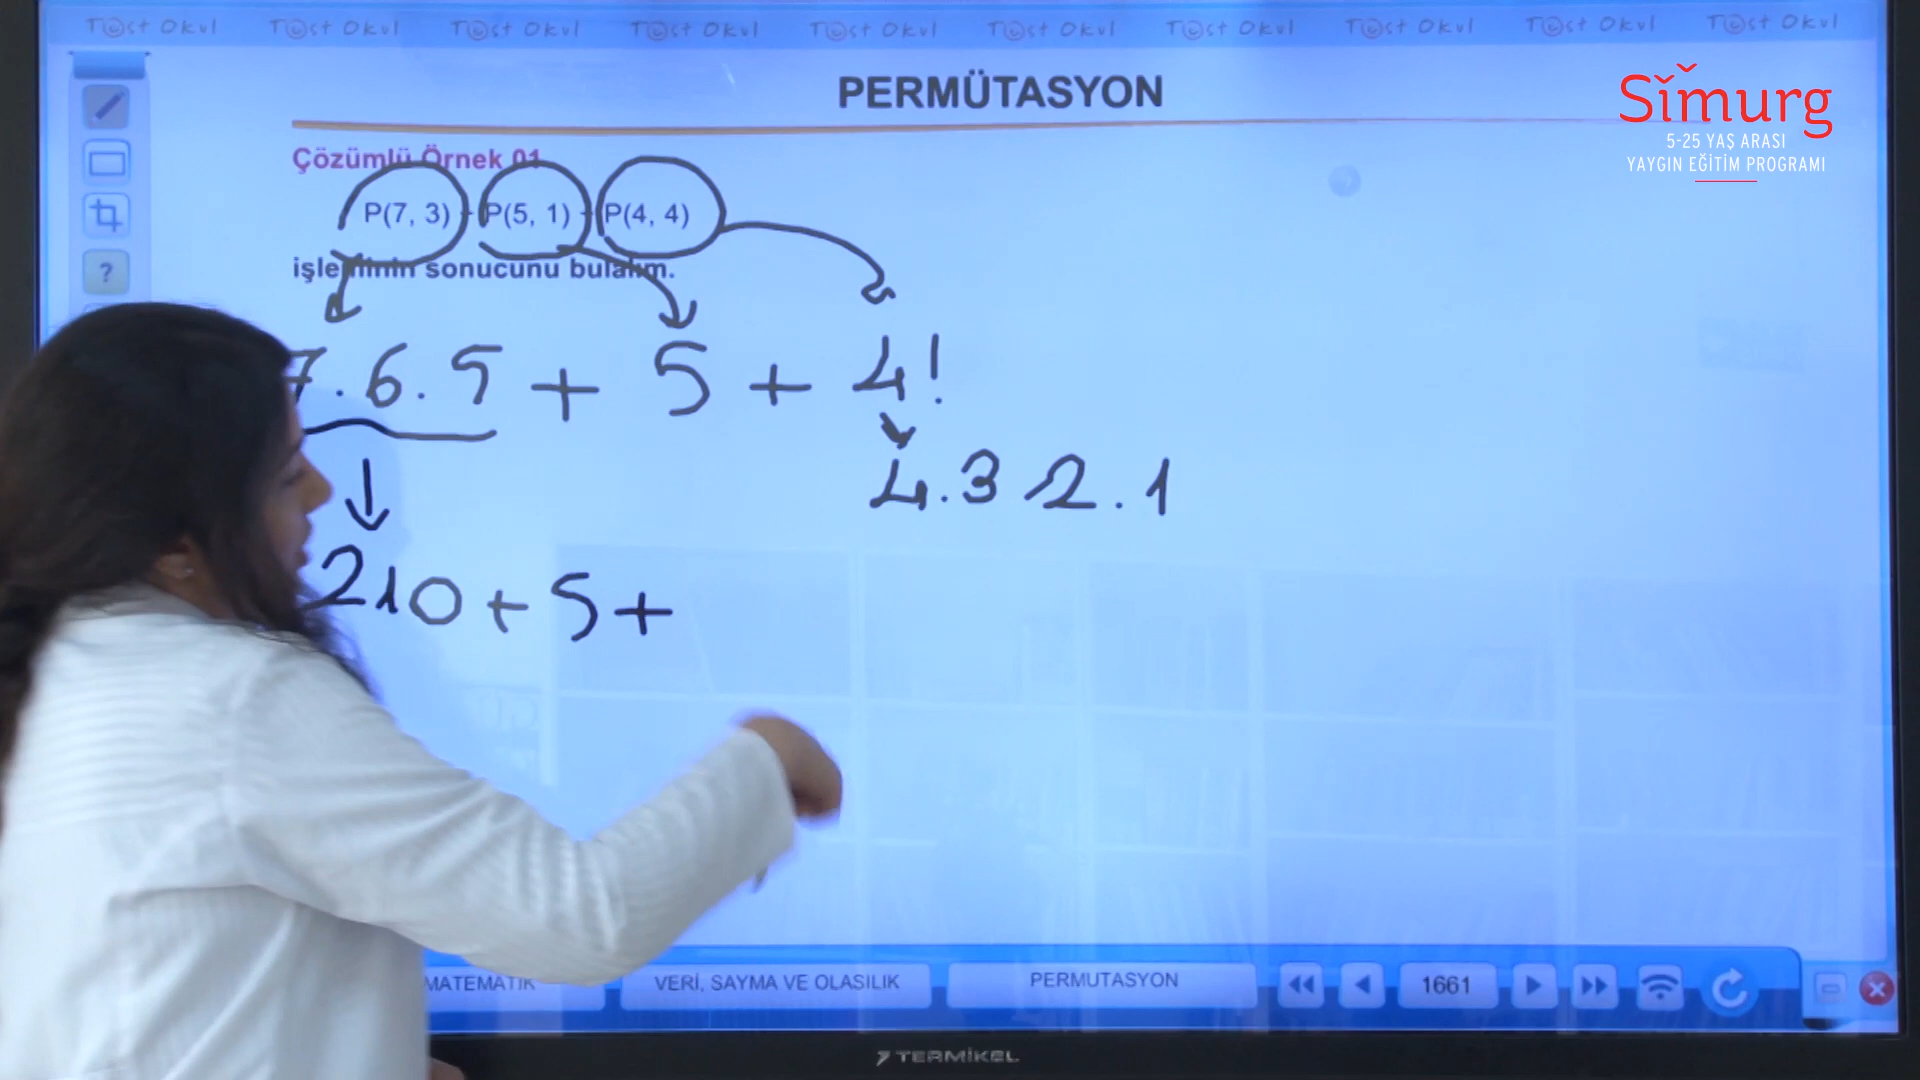 Test Okul Test Okul Test Okul Test Okul Test Okul Test Okul Test Okul Test Okul Test Okul Test Okul
PERMÜTASYON
Simurg
5-25 YAŞ ARASI
YAYGIN EĞİTİM PROGRAMI
Çözümlü Örnek 01
P(7, 3) + P(5, 1) + P(4, 4)
işleminin sonucunu bulalım.
7.6.5 + 5 + 4!
4.3 2.1
210 + 5 +
MATEMATİK VERİ, SAYMA VE OLASILIK PERMUTASYON 1661
TERMİKEL